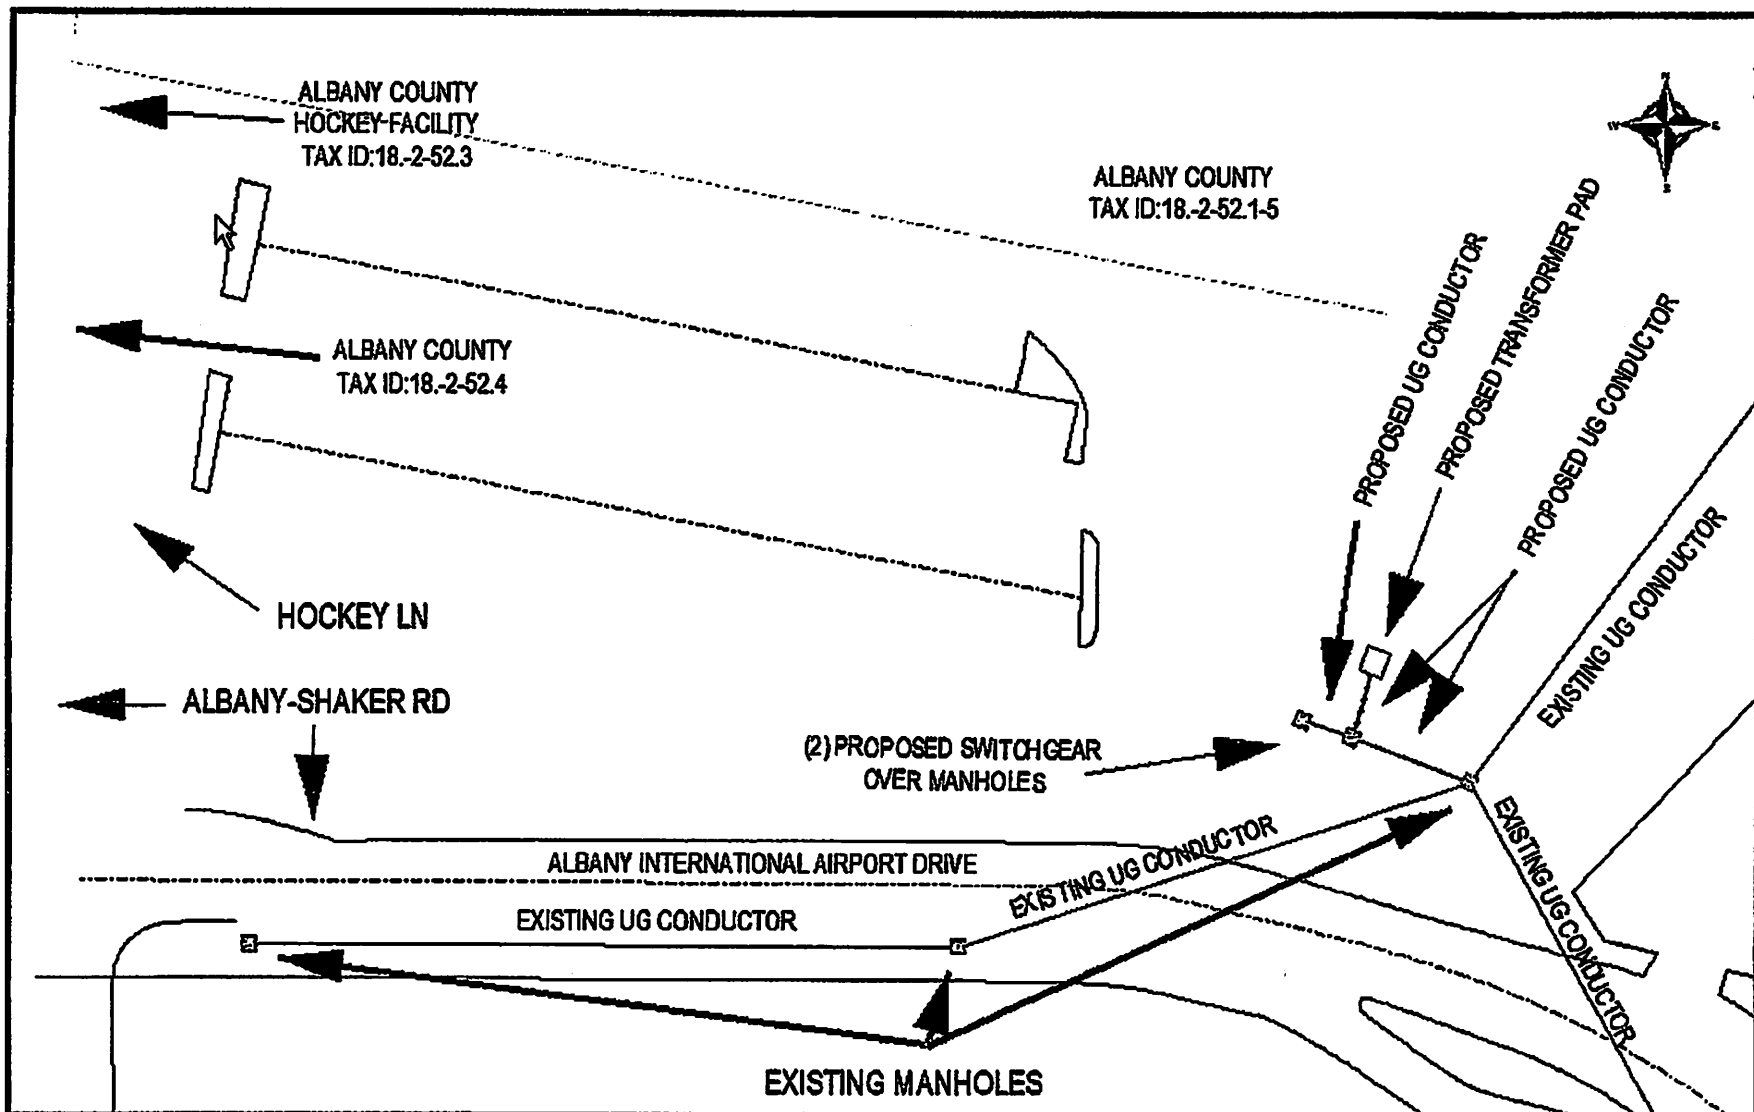 ALBANY COUNTY
HOCKEY FACILITY
TAX ID:18.-2-52.3
N
W
E
S
ALBANY COUNTY
TAX ID:18.-2-52.1-5
ALBANY COUNTY
TAX ID:18.-2-52.4
PROPOSED UG CONDUCTOR
PROPOSED TRANSFORMER PAD
PROPOSED UG CONDUCTOR
EXISTING UG CONDUCTOR
HOCKEY LN
ALBANY-SHAKER RD
(2) PROPOSED SWITCHGEAR
OVER MANHOLES
ALBANY INTERNATIONAL AIRPORT DRIVE
EXISTING UG CONDUCTOR
EXISTING UG CONDUCTOR
EXISTING UG CONDUCTOR
EXISTING MANHOLES